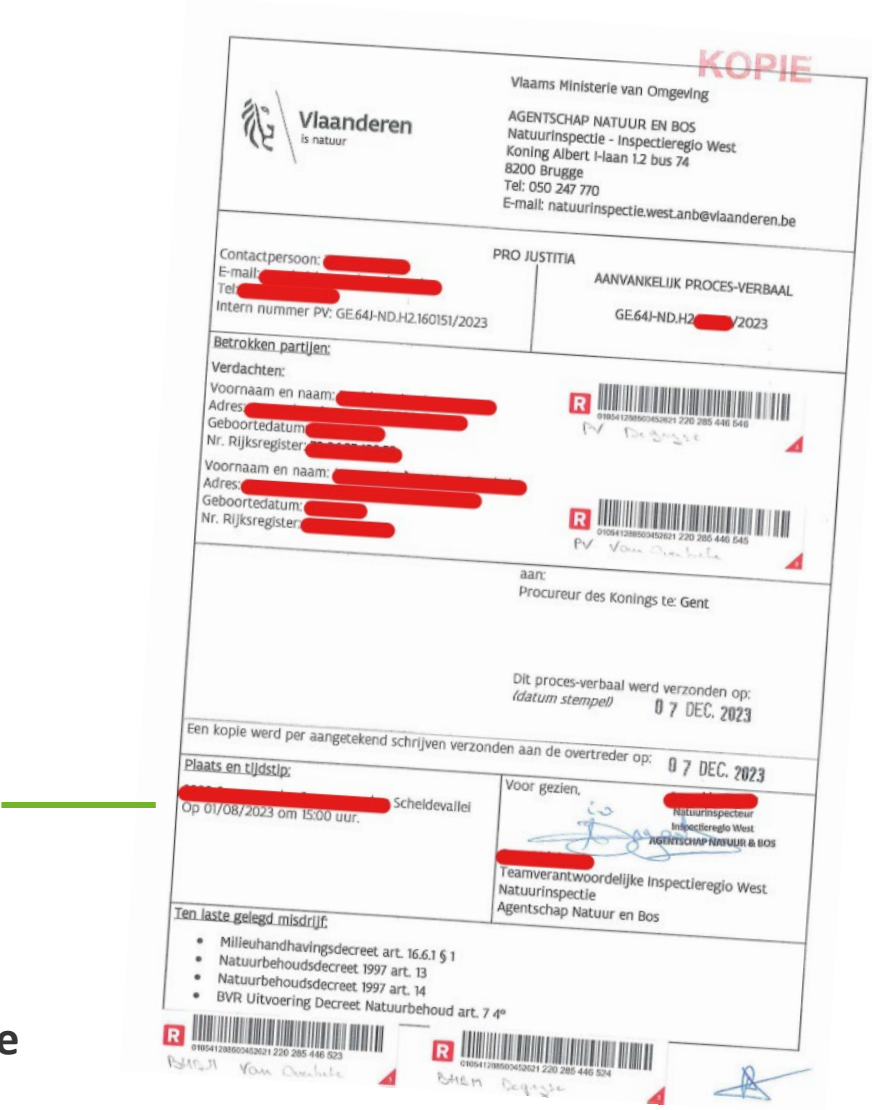 KOPIE
Vlaams Ministerie van Omgeving
Vlaanderen
is natuur
AGENTSCHAP NATUUR EN BOS
Natuurinspectie - Inspectieregio West
Koning Albert I-laan 1.2 bus 74
8200 Brugge
Tel: 050 247 770
E-mail: natuurinspectie.west.anb@vlaanderen.be
PRO JUSTITIA
Contactpersoon:
E-mail:
Tel:
Intern nummer PV: GE.64J-ND.H2.160151/2023
AANVANKELIJK PROCES-VERBAAL
GE.64J-ND.H2 /2023
Betrokken partijen:
Verdachten:
Voornaam en naam:
Adres:
Geboortedatum
Nr. Rijksregister:
R
010541288503452621 220 285 446 546
PV
Voornaam en naam:
Adres:
Geboortedatum:
Nr. Rijksregister:
R
010541288503452621 220 285 446 545
PV Van
aan:
Procureur des Konings te: Gent
Dit proces-verbaal werd verzonden op:
(datum stempel) 07 DEC. 2023
Een kopie werd per aangetekend schrijven verzonden aan de overtreder op: 07 DEC. 2023
Plaats en tijdstip:
Scheldevallei
Op 01/08/2023 om 15:00 uur.
Voor gezien,
Natuurinspecteur
Inspectieregio West
AGENTSCHAP NATUUR & BOS
Teamverantwoordelijke Inspectieregio West
Natuurinspectie
Agentschap Natuur en Bos
Ten laste gelegd misdrijf:
• Milieuhandhavingsdecreet art. 16.6.1 § 1
• Natuurbehoudsdecreet 1997 art. 13
• Natuurbehoudsdecreet 1997 art. 14
• BVR Uitvoering Decreet Natuurbehoud art. 7 4°
e
R
010541288503452621 220 285 446 523
Van
R
010541288503452621 220 285 446 524